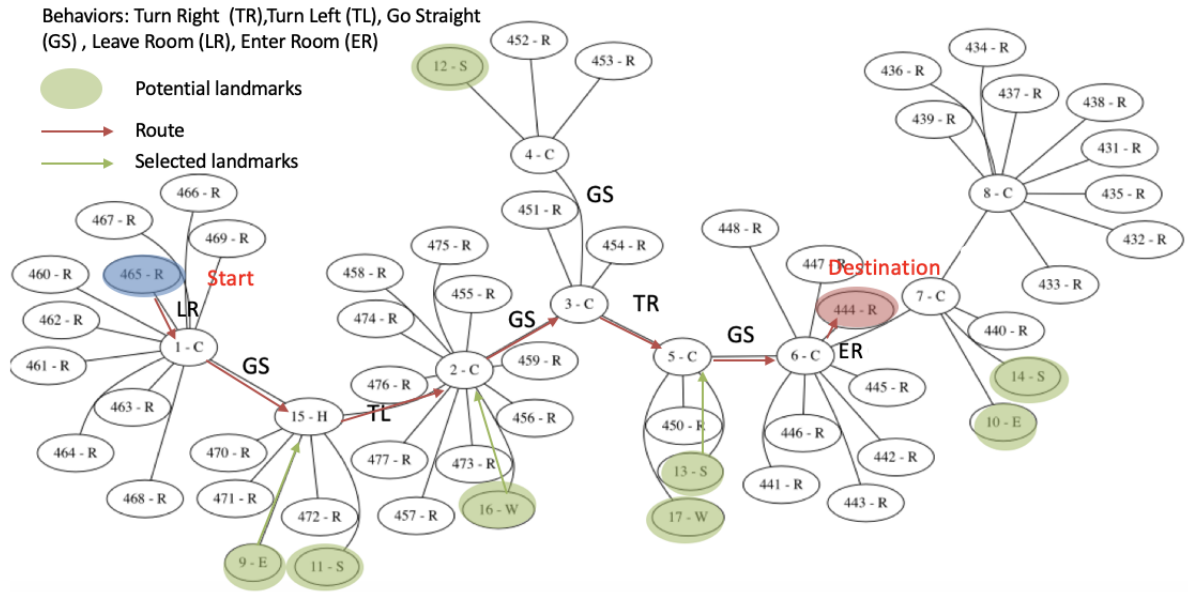 Behaviors: Turn Right (TR),Turn Left (TL), Go Straight
(GS) , Leave Room (LR), Enter Room (ER)
Potential landmarks
Route
Selected landmarks
12 - S
452 - R
453 - R
4 - C
GS
451 - R
454 - R
3 - C
436 - R
434 - R
437 - R
438 - R
439 - R
431 - R
8 - C
435 - R
432 - R
433 - R
466 - R
467 - R
469 - R
460 - R
465 - R
Start
LR
462 - R
1 - C
461 - R
GS
463 - R
464 - R
468 - R
15 - H
TL
470 - R
471 - R
472 - R
9 - E
11 - S
475 - R
458 - R
455 - R
474 - R
GS
2 - C
459 - R
476 - R
456 - R
477 - R
473 - R
457 - R
16 - W
TR
5 - C
GS
450 - R
13 - S
17 - W
448 - R
447 - R
Destination
444 - R
6 - C
ER
445 - R
446 - R
442 - R
441 - R
443 - R
7 - C
440 - R
14 - S
10 - E